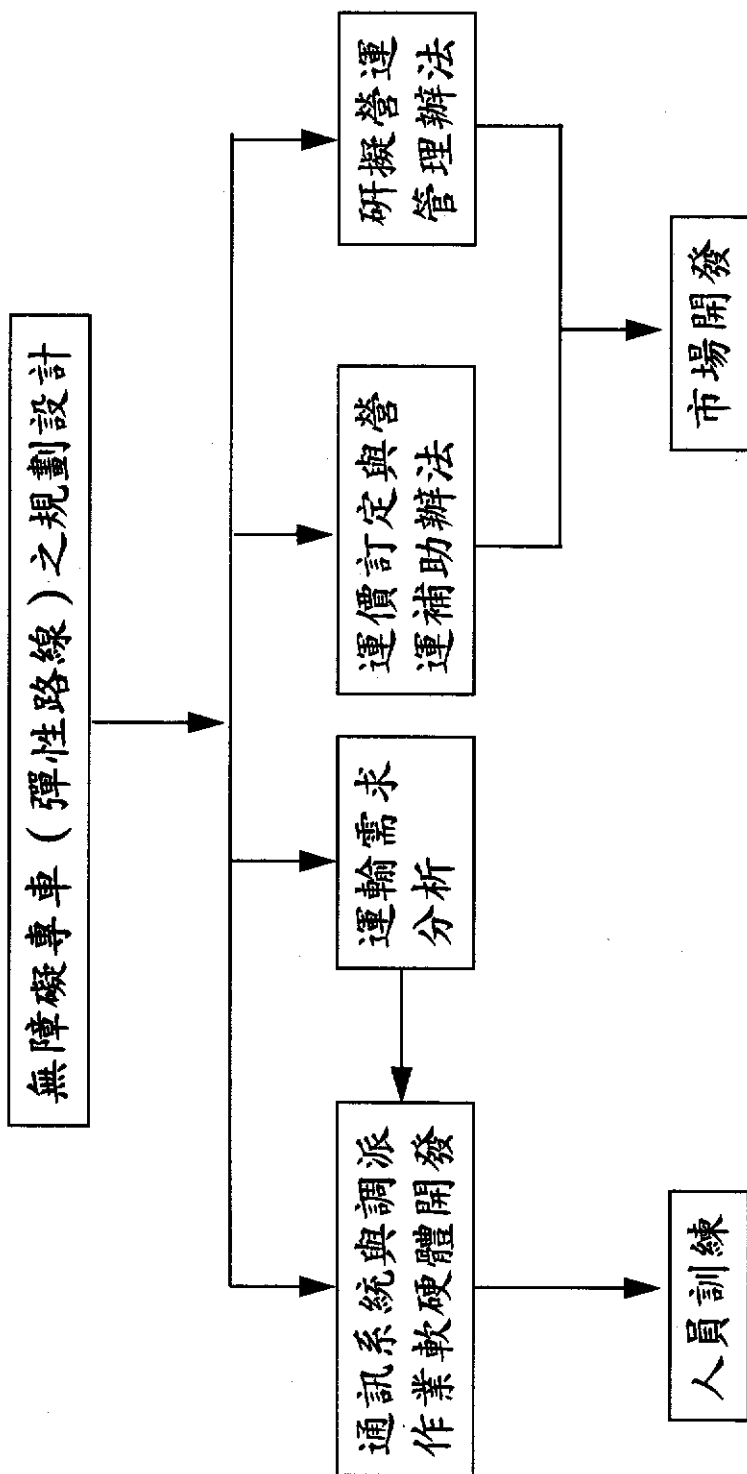 無障礙專車（彈性路線）之規劃設計
通訊系統與調派
作業軟硬體開發
運輸需求
分析
運價訂定與營
運補助辦法
研擬營運
管理辦法
人員訓練
市場開發